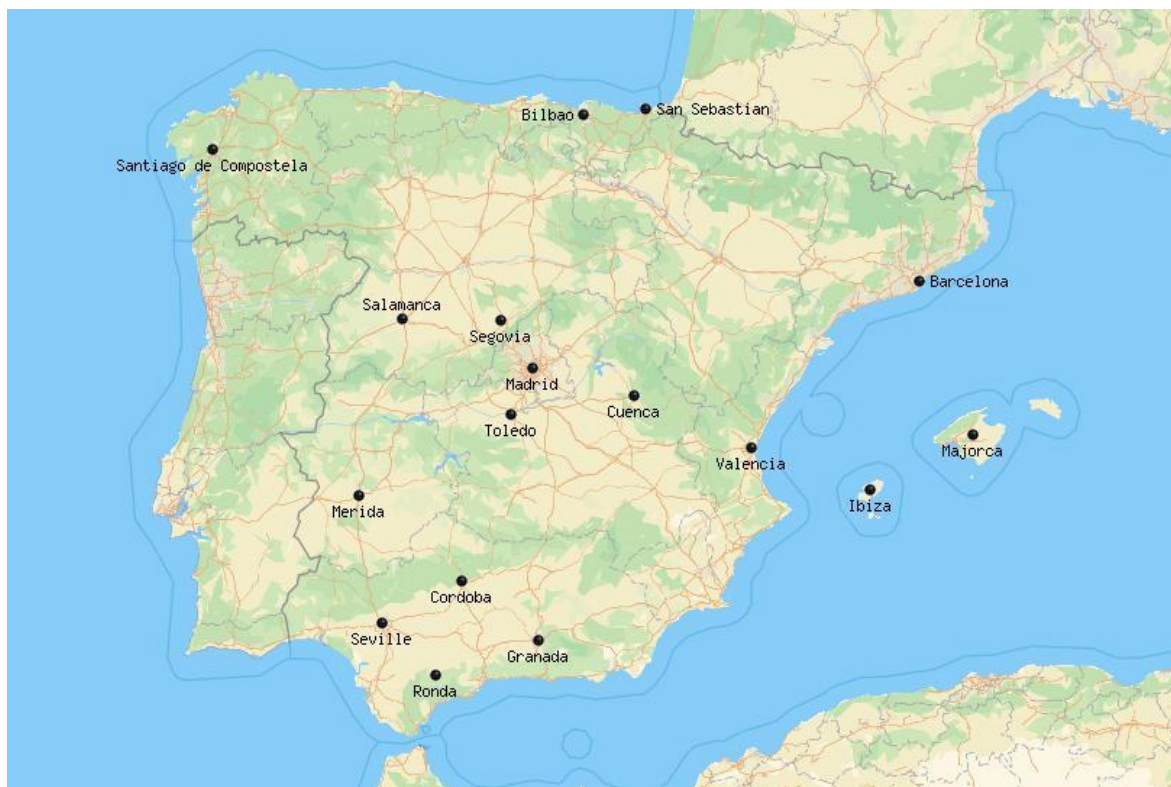 San Sebastian
Bilbao
Santiago de Compostela
Barcelona
Salamanca
Segovia
Madrid
Cuenca
Toledo
Valencia
Majorca
Ibiza
Merida
Cordoba
Seville
Granada
Ronda